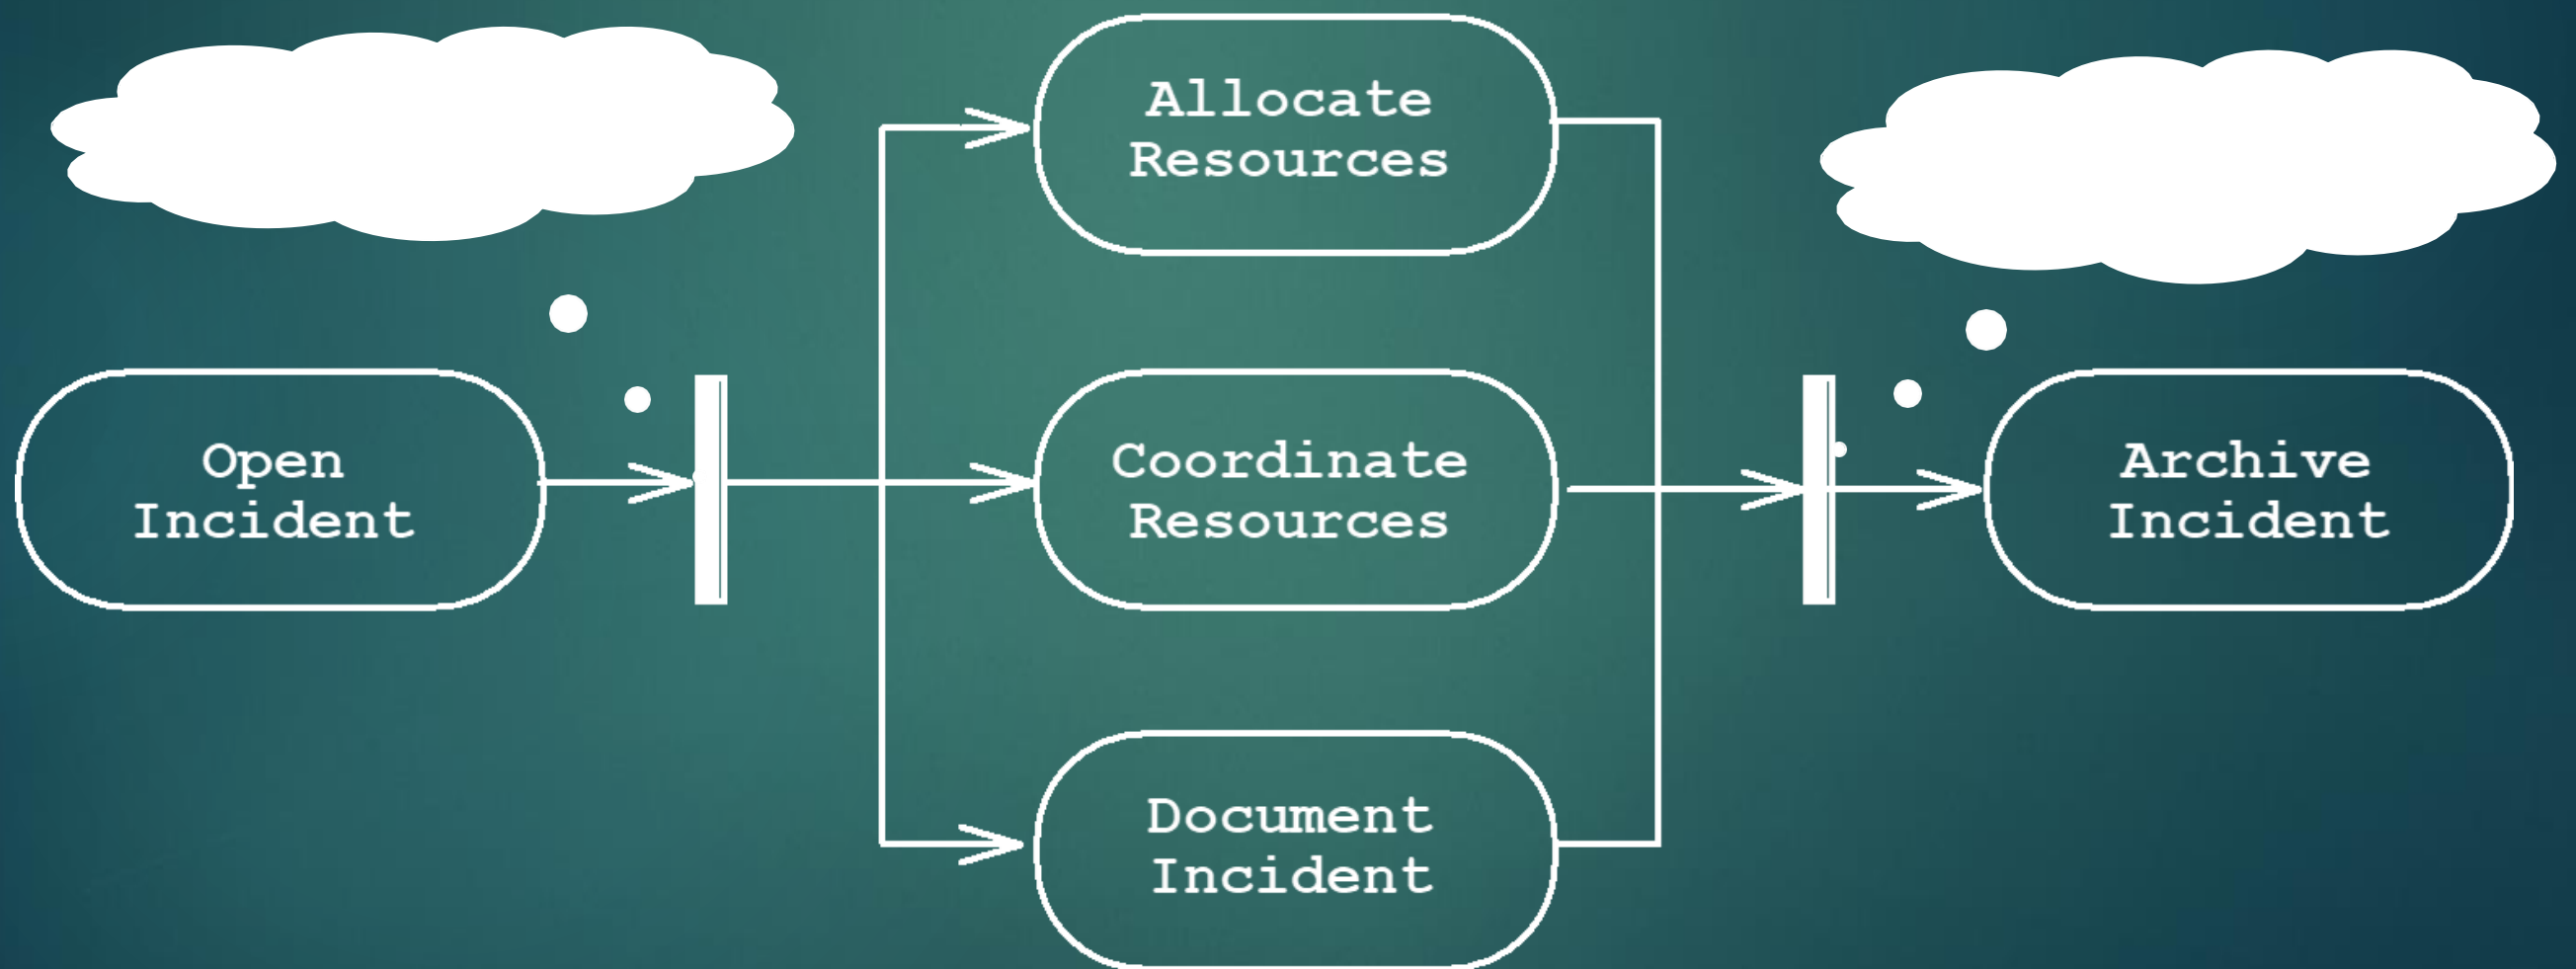 Allocate
Resources
Open
Incident
Coordinate
Resources
Archive
Incident
Document
Incident